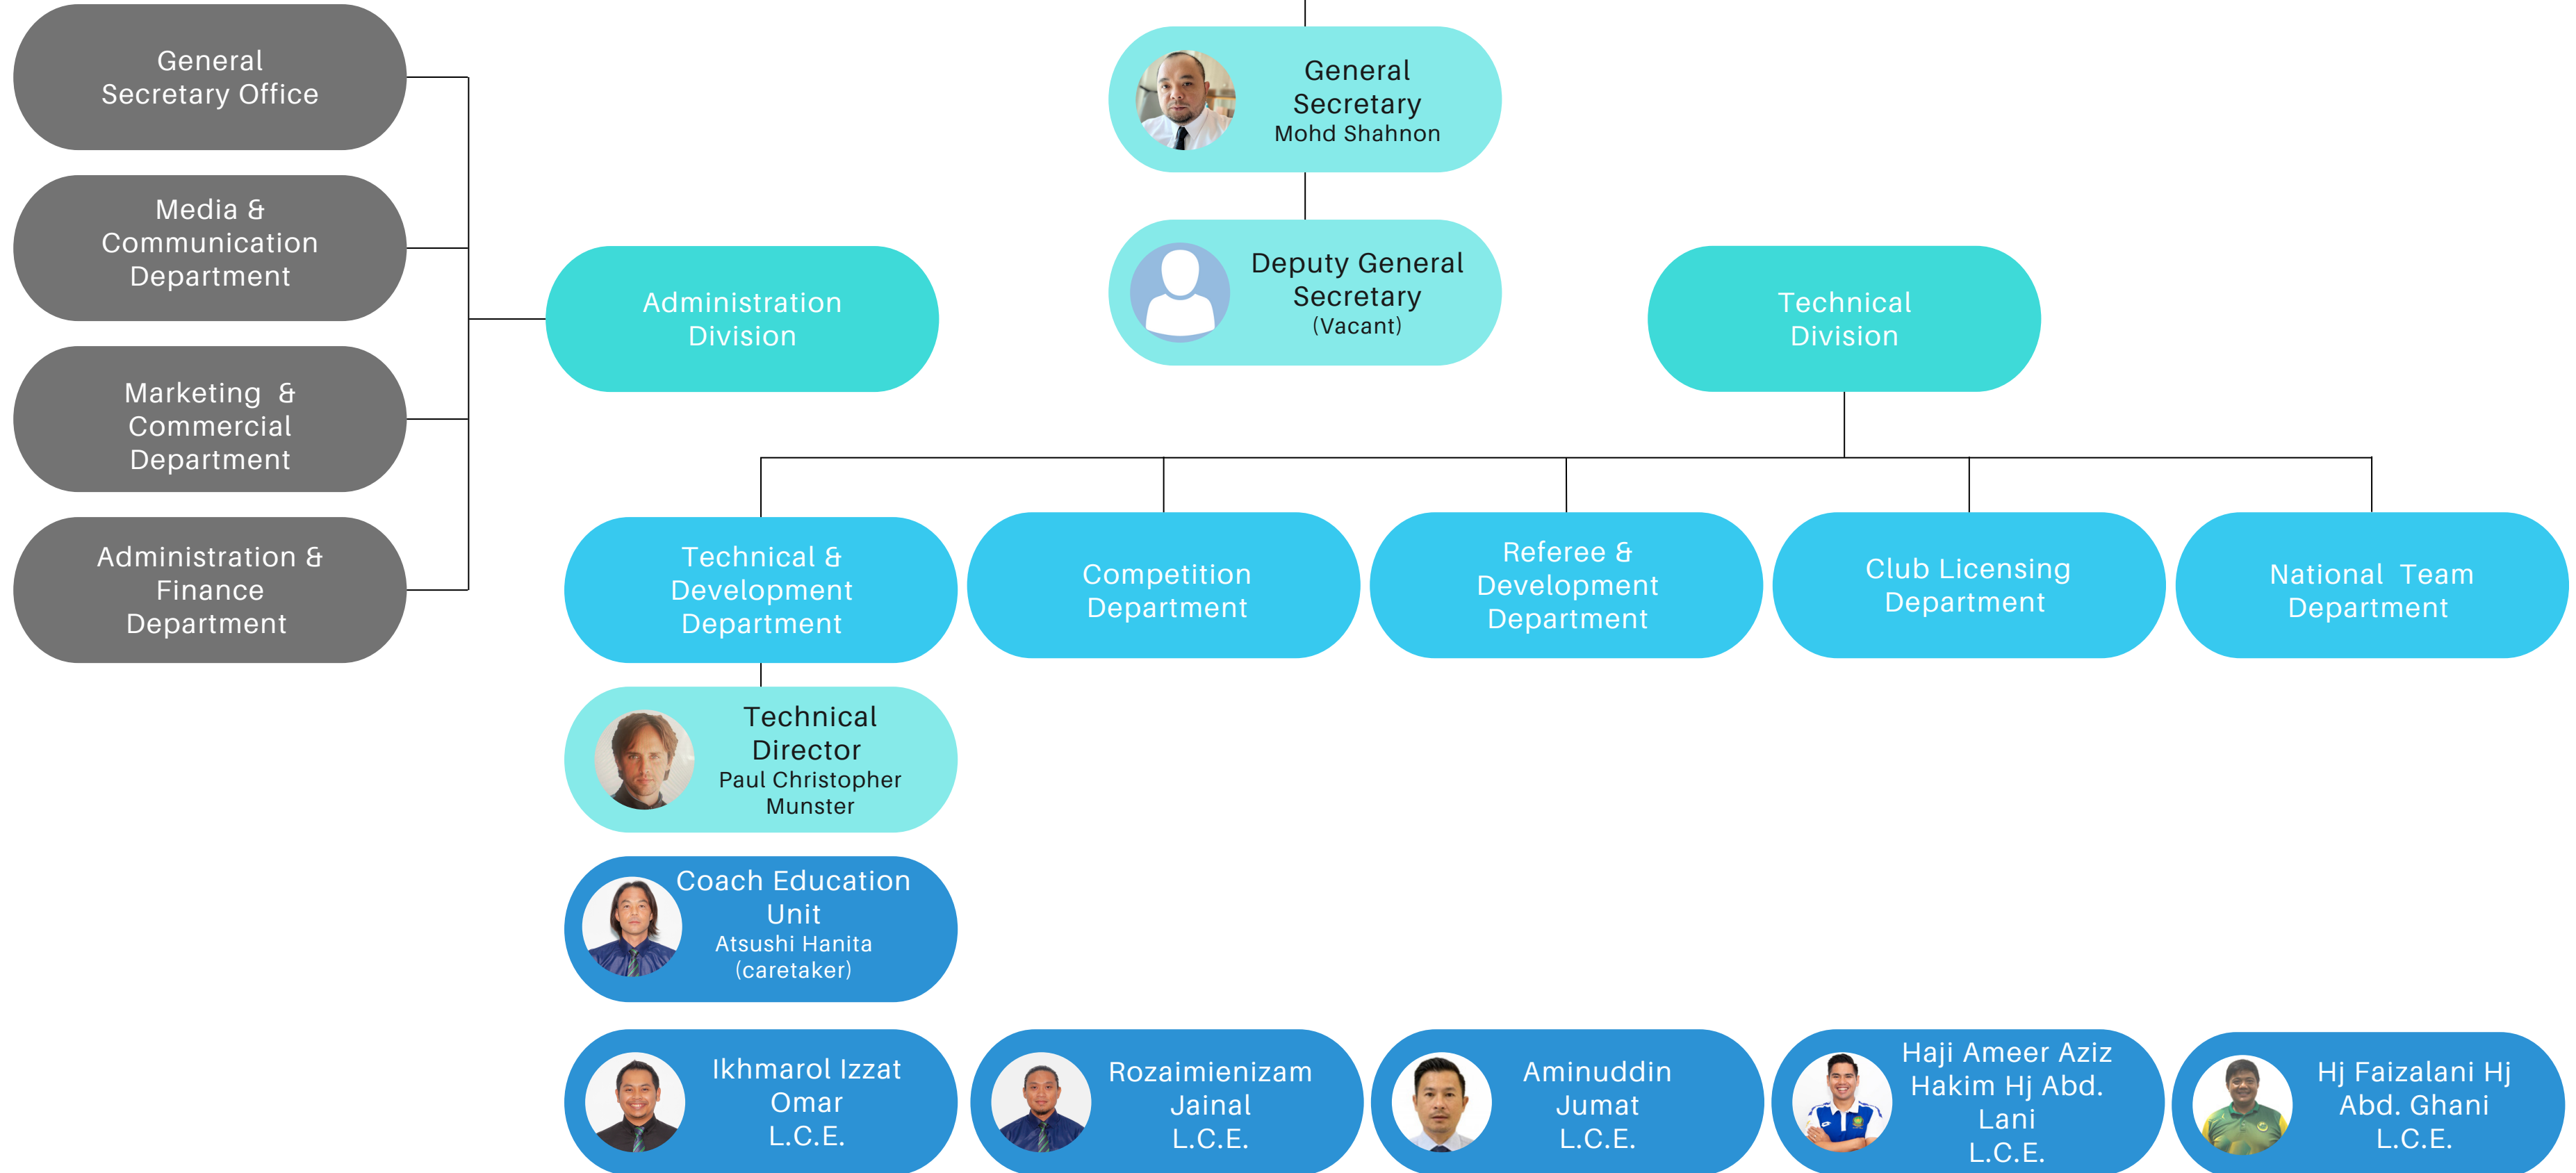 General
Secretary Office
Media &
Communication
Department
Marketing & 
Commercial
Department
Administration &
Finance
Department
Administration
Division
General
Secretary
Mohd Shahnon
Deputy General
Secretary
(Vacant)
Technical
Division
Technical &
Development
Department
Competition
Department
Referee &
Development
Department
Club Licensing
Department
National Team
Department
Technical
Director
Paul Christopher
Munster
Coach Education
Unit
Atsushi Hanita
(caretaker)
Ikhmarol Izzat
Omar
L.C.E.
Rozaimienizam
Jainal
L.C.E.
Aminuddin
Jumat
L.C.E.
Haji Ameer Aziz
Hakim Hj Abd.
Lani
L.C.E.
Hj Faizalani Hj
Abd. Ghani
L.C.E.